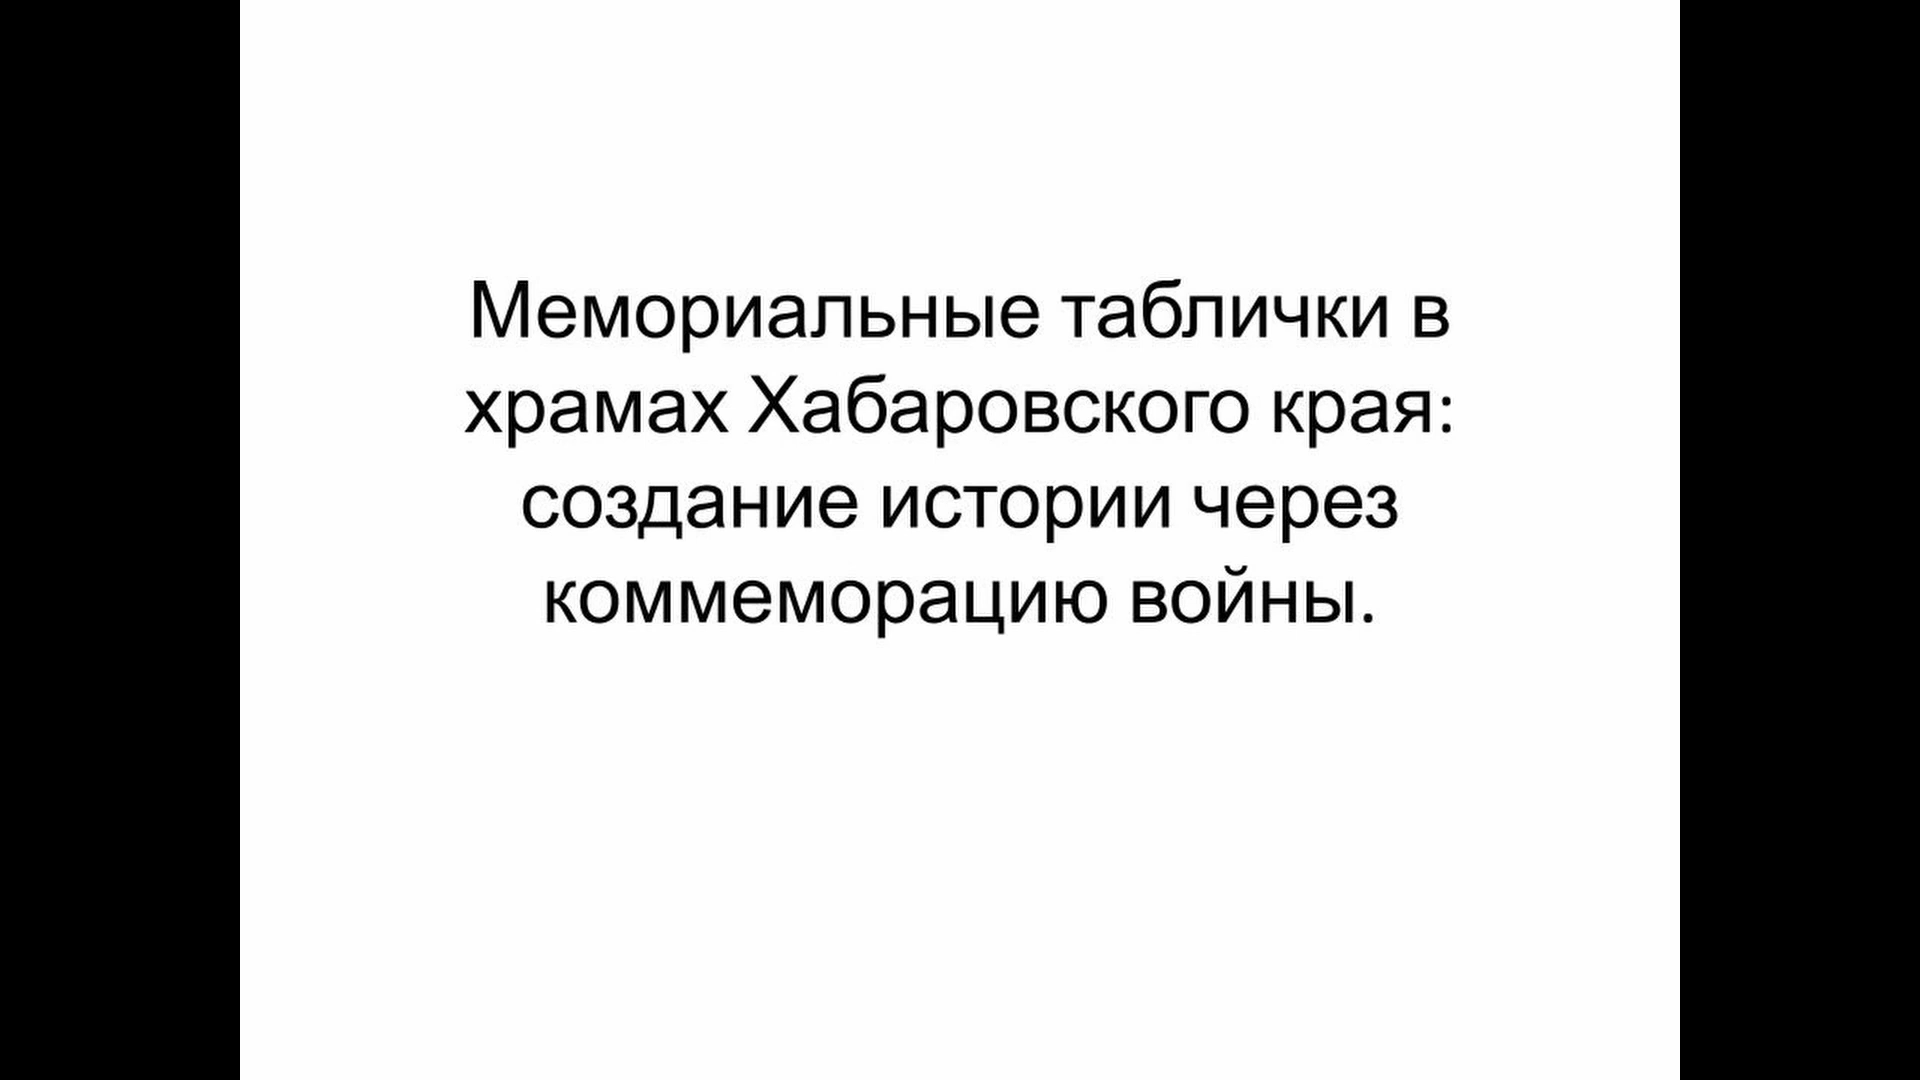 Мемориальные таблички в
храмах Хабаровского края:
создание истории через
коммеморацию войны.